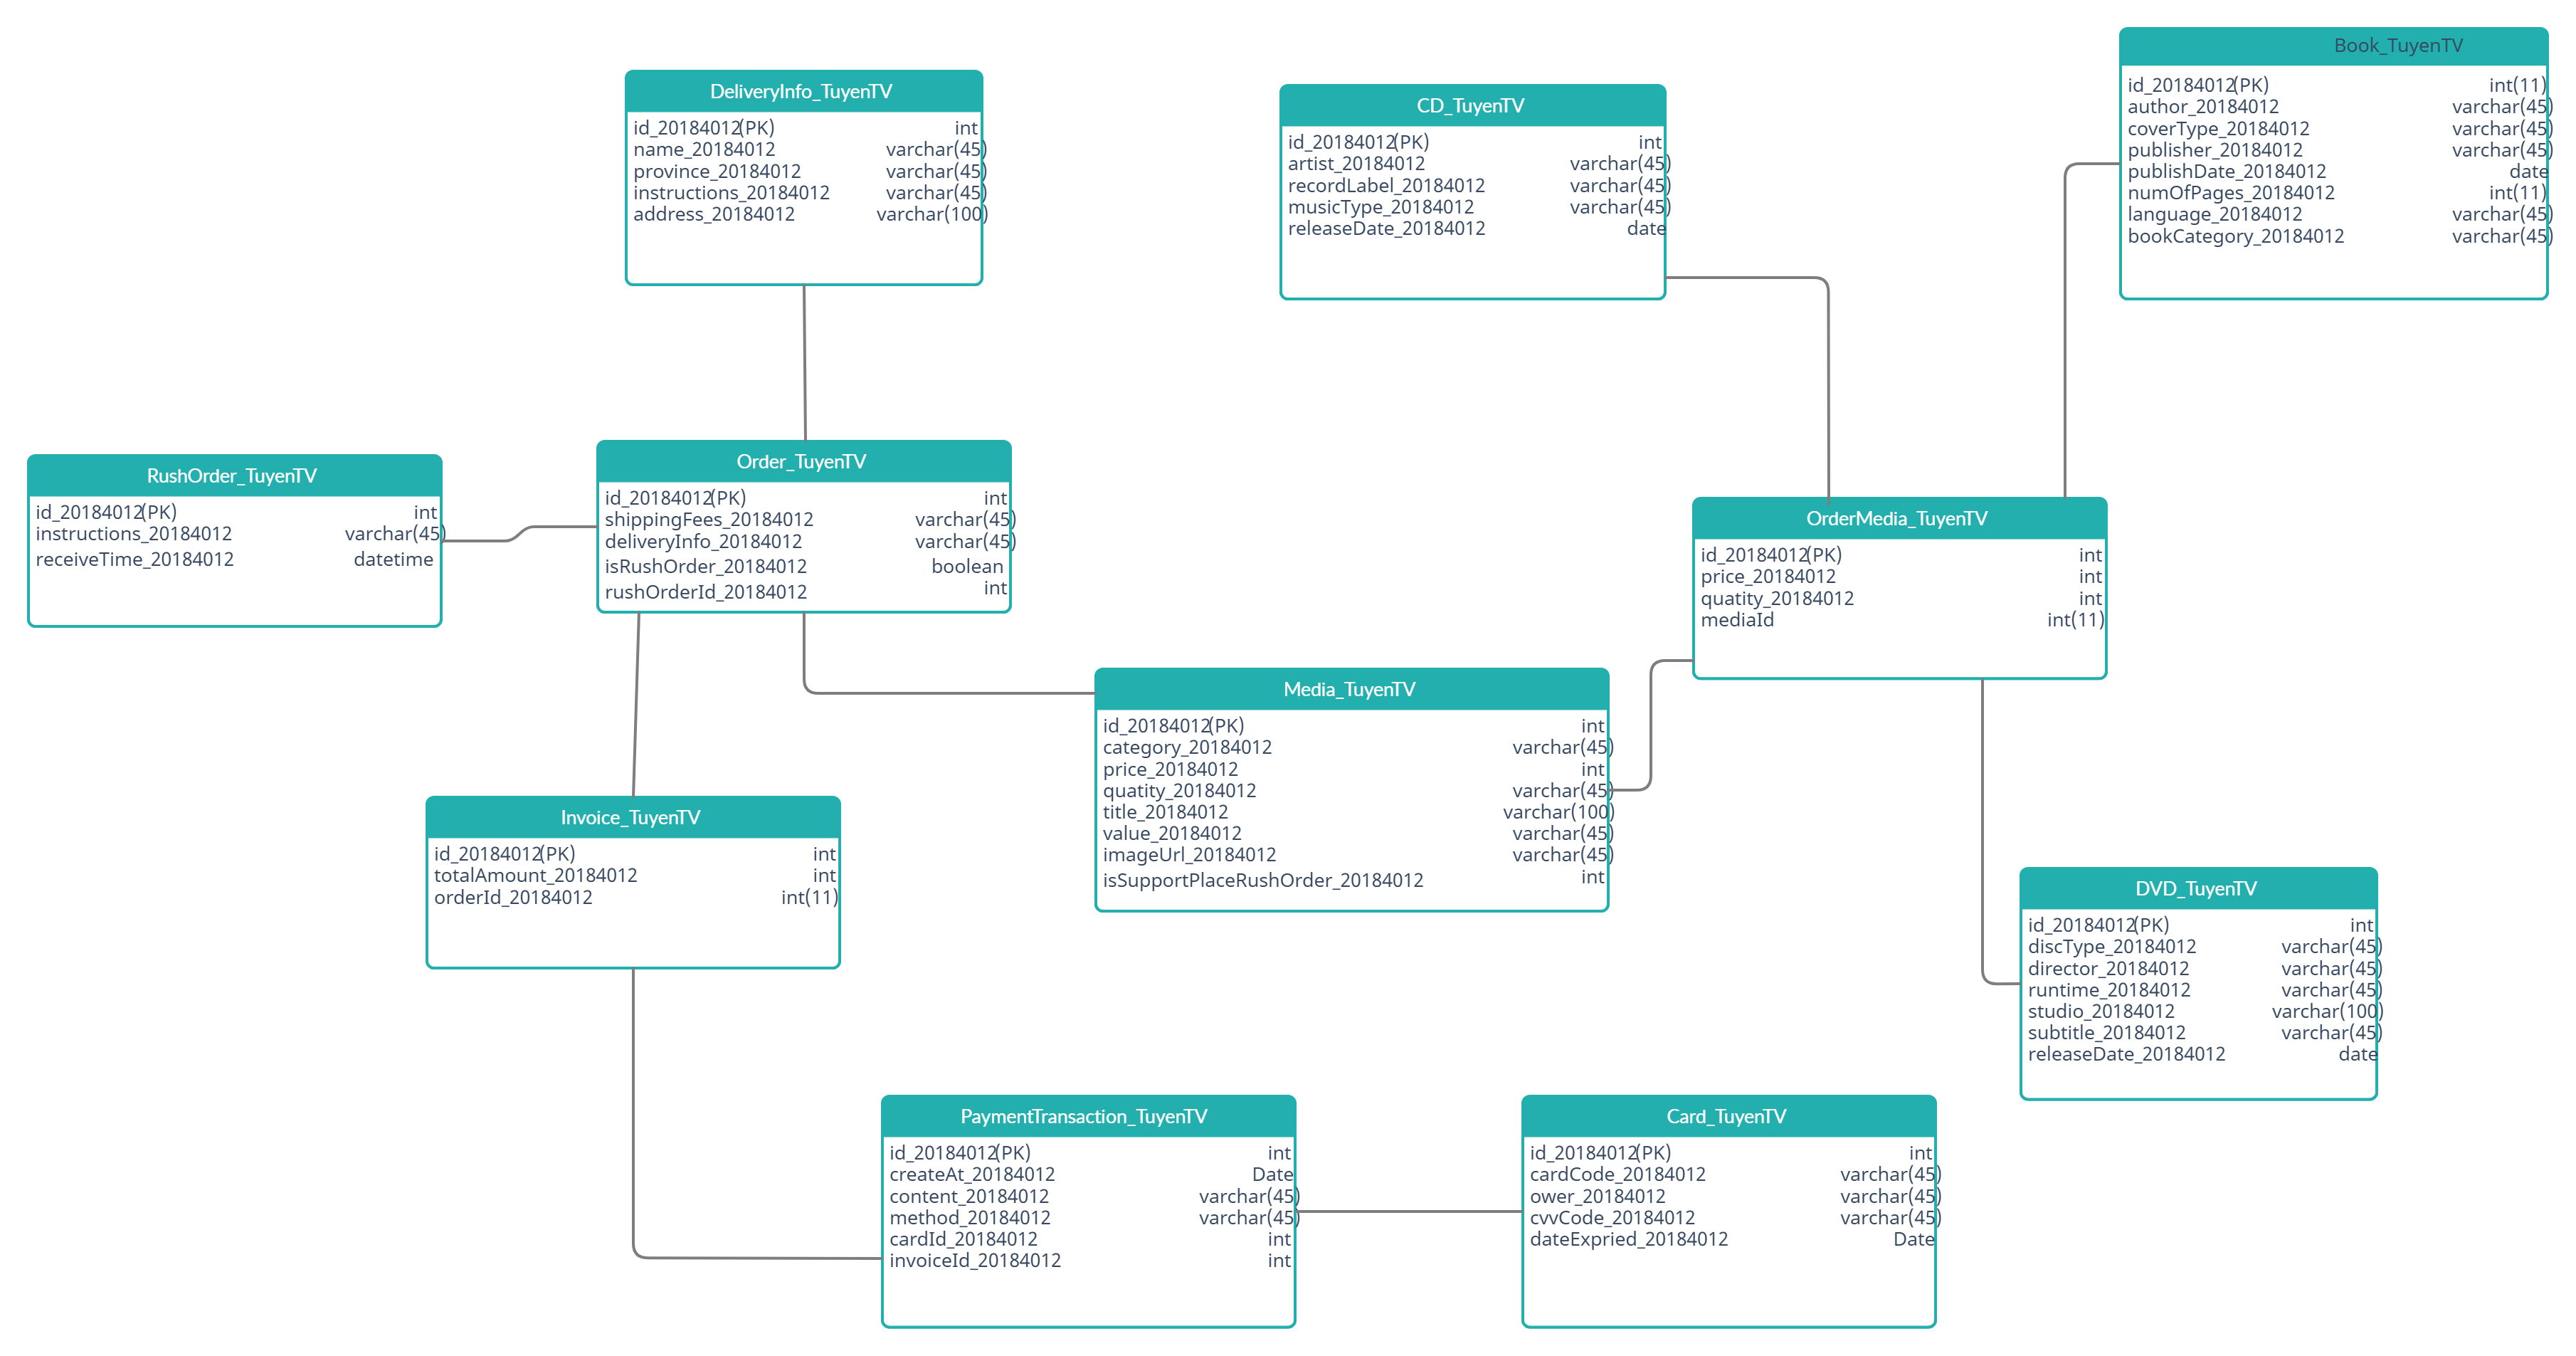 Book_TuyenTV
id_20184012(PK) int(11)
author_20184012 varchar(45)
coverType_20184012 varchar(45)
publisher_20184012 varchar(45)
publishDate_20184012 date
numOfPages_20184012 int(11)
language_20184012 varchar(45)
bookCategory_20184012 varchar(45)
DeliveryInfo_TuyenTV
id_20184012(PK) int
name_20184012 varchar(45)
province_20184012 varchar(45)
instructions_20184012 varchar(45)
address_20184012 varchar(100)
CD_TuyenTV
id_20184012(PK) int
artist_20184012 varchar(45)
recordLabel_20184012 varchar(45)
musicType_20184012 varchar(45)
releaseDate_20184012 date
RushOrder_TuyenTV
id_20184012(PK) int
instructions_20184012 varchar(45)
receiveTime_20184012 datetime
Order_TuyenTV
id_20184012(PK) int
shippingFees_20184012 varchar(45)
deliveryInfo_20184012 varchar(45)
isRushOrder_20184012 boolean
rushOrderId_20184012 int
OrderMedia_TuyenTV
id_20184012(PK) int
price_20184012 int
quatity_20184012 int
mediaId int(11)
Media_TuyenTV
id_20184012(PK) int
category_20184012 varchar(45)
price_20184012 int
quatity_20184012 varchar(45)
title_20184012 varchar(100)
value_20184012 varchar(45)
imageUrl_20184012 varchar(45)
isSupportPlaceRushOrder_20184012 int
Invoice_TuyenTV
id_20184012(PK) int
totalAmount_20184012 int
orderId_20184012 int(11)
DVD_TuyenTV
id_20184012(PK) int
discType_20184012 varchar(45)
director_20184012 varchar(45)
runtime_20184012 varchar(45)
studio_20184012 varchar(100)
subtitle_20184012 varchar(45)
releaseDate_20184012 date
PaymentTransaction_TuyenTV
id_20184012(PK) int
createAt_20184012 Date
content_20184012 varchar(45)
method_20184012 varchar(45)
cardId_20184012 int
invoiceId_20184012 int
Card_TuyenTV
id_20184012(PK) int
cardCode_20184012 varchar(45)
ower_20184012 varchar(45)
cvvCode_20184012 varchar(45)
dateExpried_20184012 Date